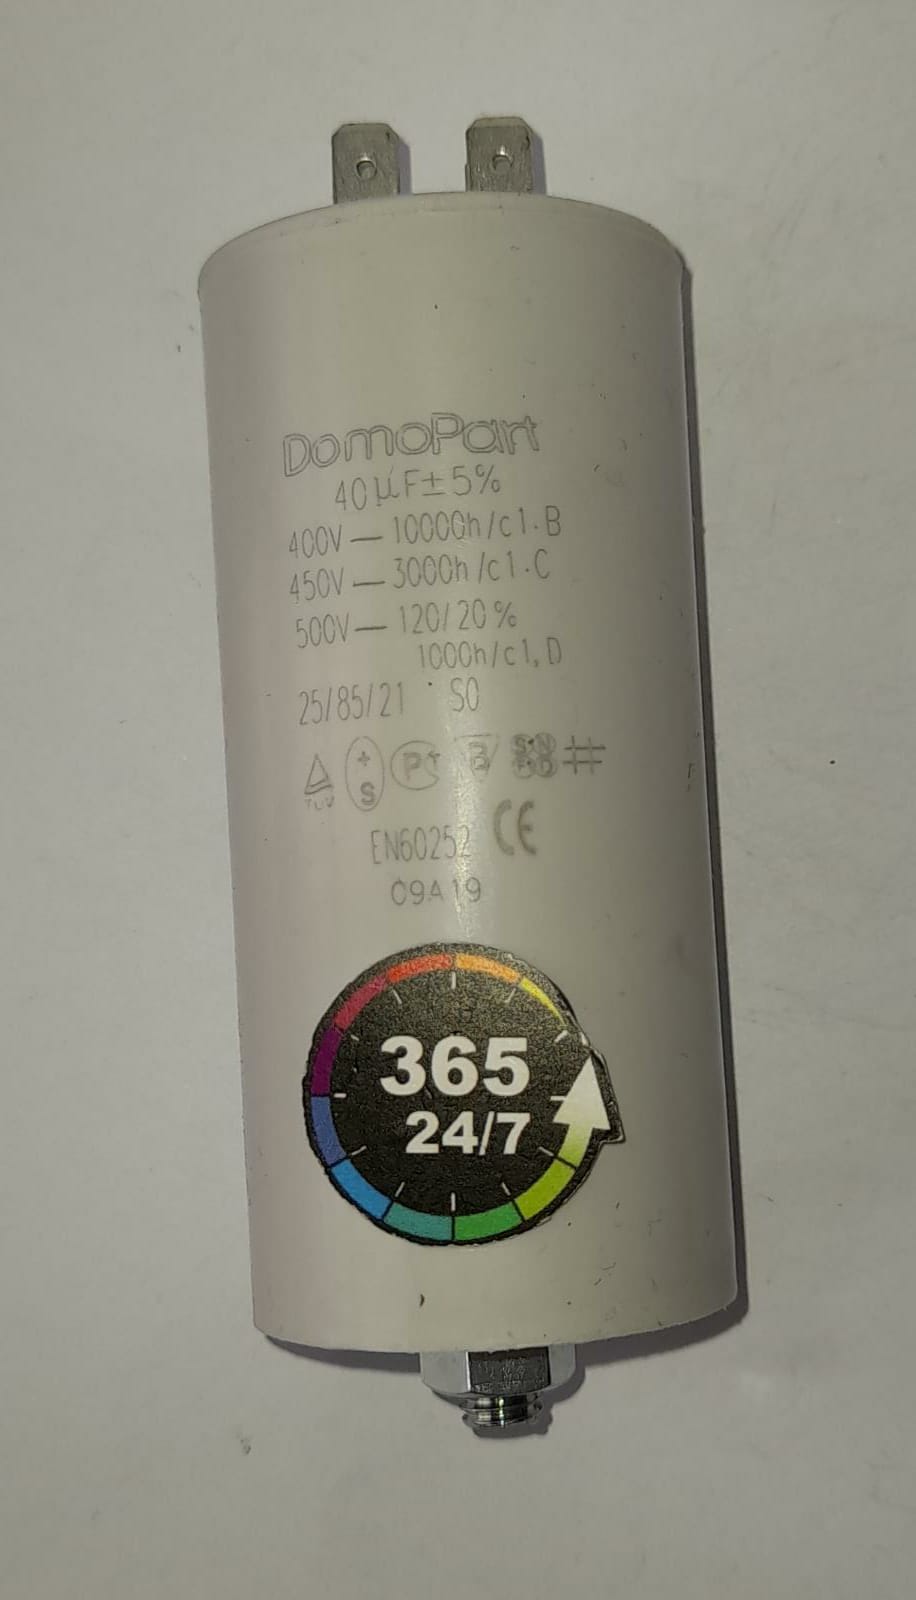 DomoPart
40µF±5%
400V — 10000h/c1.B
450V — 3000h/c1.C
500V — 120/20%
1000h/c1.D
25/85/21 S0
TUV + S
EN60252 CE
09A19
365
24/7